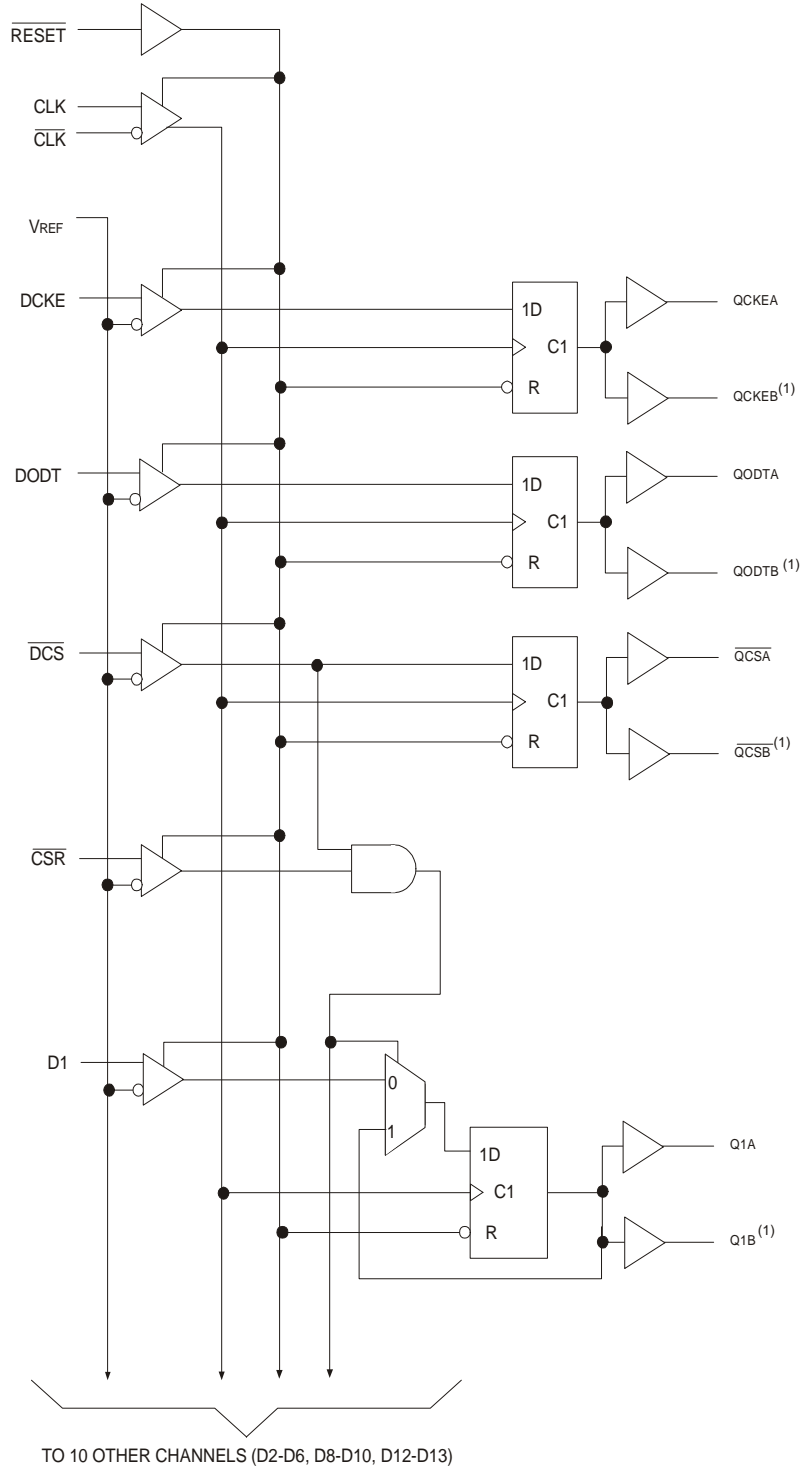 RESET
CLK
CLK
VREF
DCKE
1D
C1
R
QCKEA
QCKEB(1)
DODT
1D
C1
R
QODTA
QODTB (1)
DCS
1D
C1
R
QCSA
QCSB(1)
CSR
D1
0
1
1D
C1
R
Q1A
Q1B(1)
TO 10 OTHER CHANNELS (D2-D6, D8-D10, D12-D13)